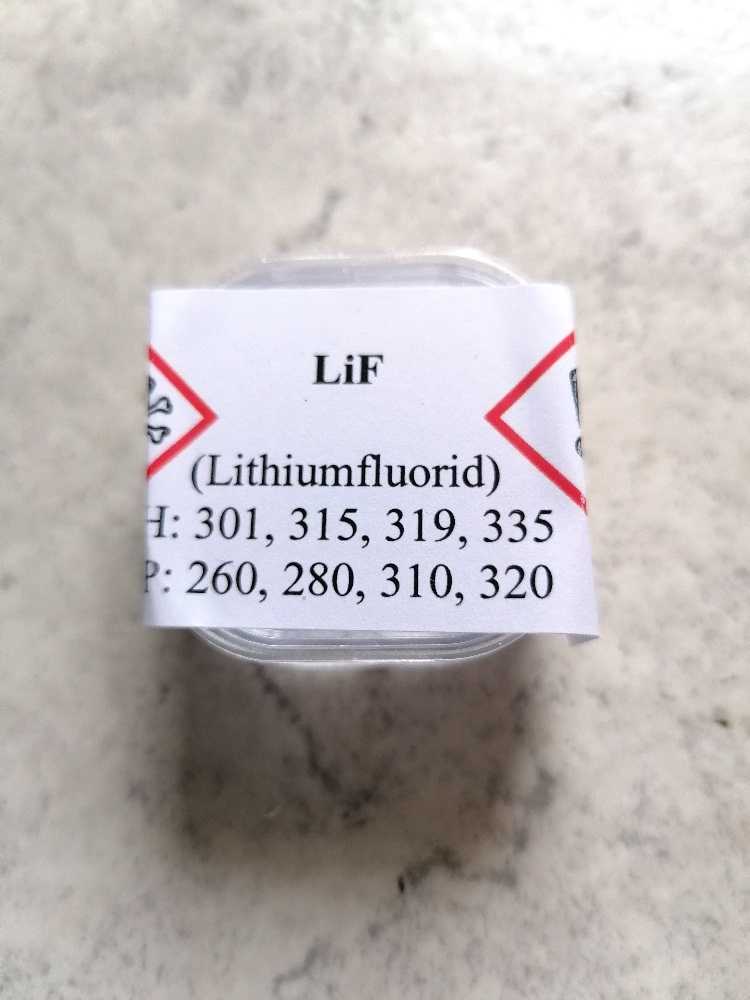 LiF
(Lithiumfluorid)
H: 301, 315, 319, 335
P: 260, 280, 310, 320